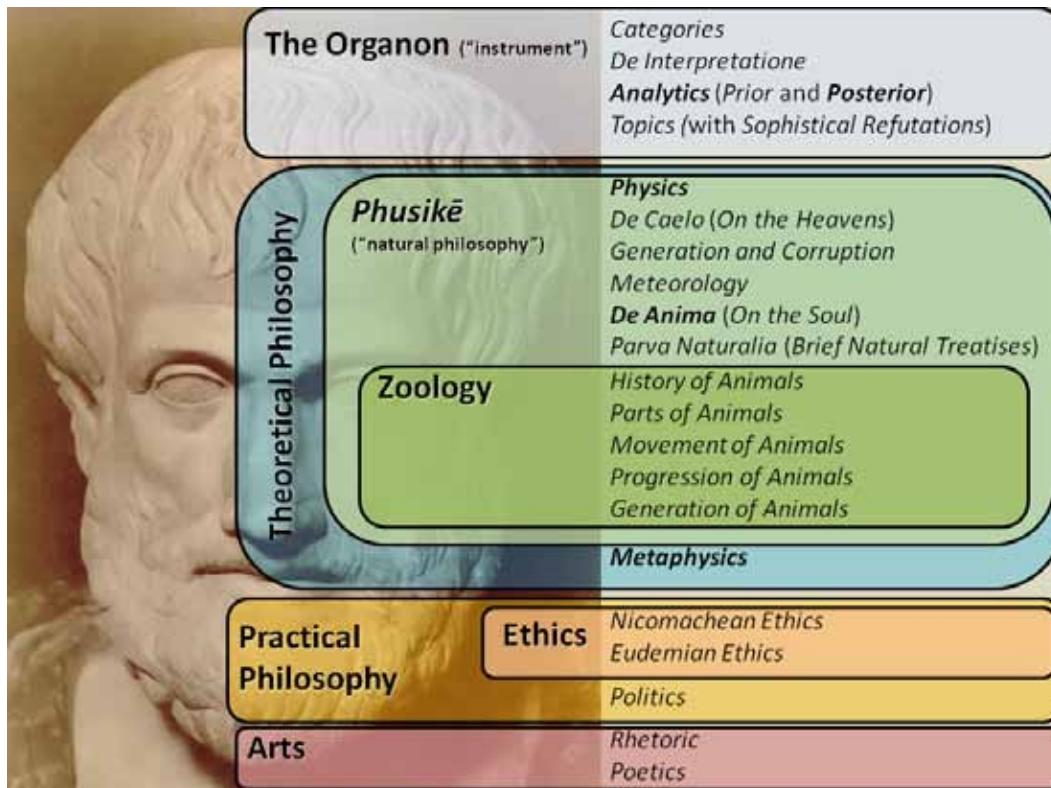 The Organon ("instrument")
Categories
De Interpretatione
Analytics (Prior and Posterior)
Topics (with Sophistical Refutations)
Theoretical Philosophy
Phusikē
("natural philosophy")
Physics
De Caelo (On the Heavens)
Generation and Corruption
Meteorology
De Anima (On the Soul)
Parva Naturalia (Brief Natural Treatises)
Zoology
History of Animals
Parts of Animals
Movement of Animals
Progression of Animals
Generation of Animals
Metaphysics
Practical
Philosophy
Ethics
Nicomachean Ethics
Eudemian Ethics
Politics
Arts
Rhetoric
Poetics